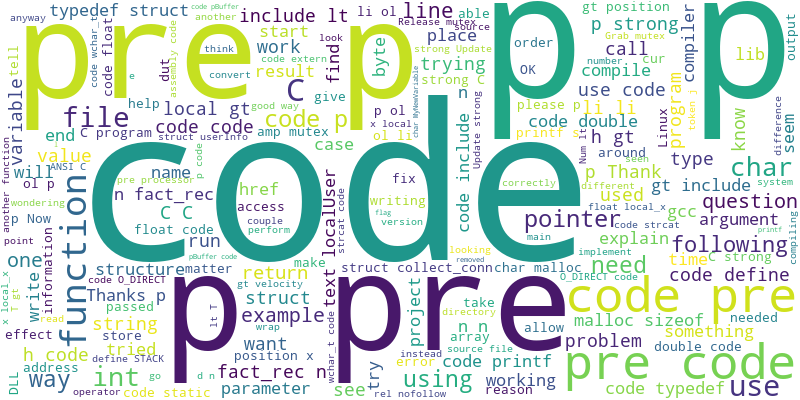 code
pre
p
p
p
p
pre
code pre
pre code
function
file
C
int
char
use
way
using
need
pointer
line
include lt
typedef struct
another
code pBuffer
Release mutex
source
able
gt position
p strong
output
anyway
tell
code wchar_t
code float
dut
e
assembly code
start
work
result
find
convert
think
look
byte
place
trying
strong C
strong Update
call
order
OK
Grab_mutex
number
cur
compiler
compile
lib
variable
help
local gt
end
C program
code code
struct userInfo
code extern
good way
give
amp mutex
code p
p ol
x local
ol li
case
char MyNewVariable
li ol
n
please p
printf s
use code
code double
li li
h gt
Update strong
Num lt
around
seen
Linux
program
token j
know
difference
seem
system
type
another function
ANSI C
wondering
value
will
ol p
p Now
pre processor
name
n fact_rec
C C
float code
p code
href
access
couple
perform
fix
writing
flag
version
text localUser
strcat code
code include
p Thank
used
different
correctly
gcc
explain
gt include
question
argument
float local_x
code strcat
following
compiling
point
information
structure
run
matter
pBuffer code
make
struct collect_conn
char malloc
looking
removed
main
implement
time
O_DIRECT code
C strong
code define
printf
x local_x
T gt
one
write
address
code O_DIRECT
Thanks p
return
lt T
gt velocity
struct
wrap
example
wchar_t code
project
take
directory
n n
array
allow
malloc sizeof
something
needed
problem
double code
read
passed
string
store
effect
h code
tried
define STACK
DLL
go
operator
code static
d n
parameter
fact_rec n
want
position x
see
try
error
instead
source file
code printf
working
reason
rel nofollow
code typedef